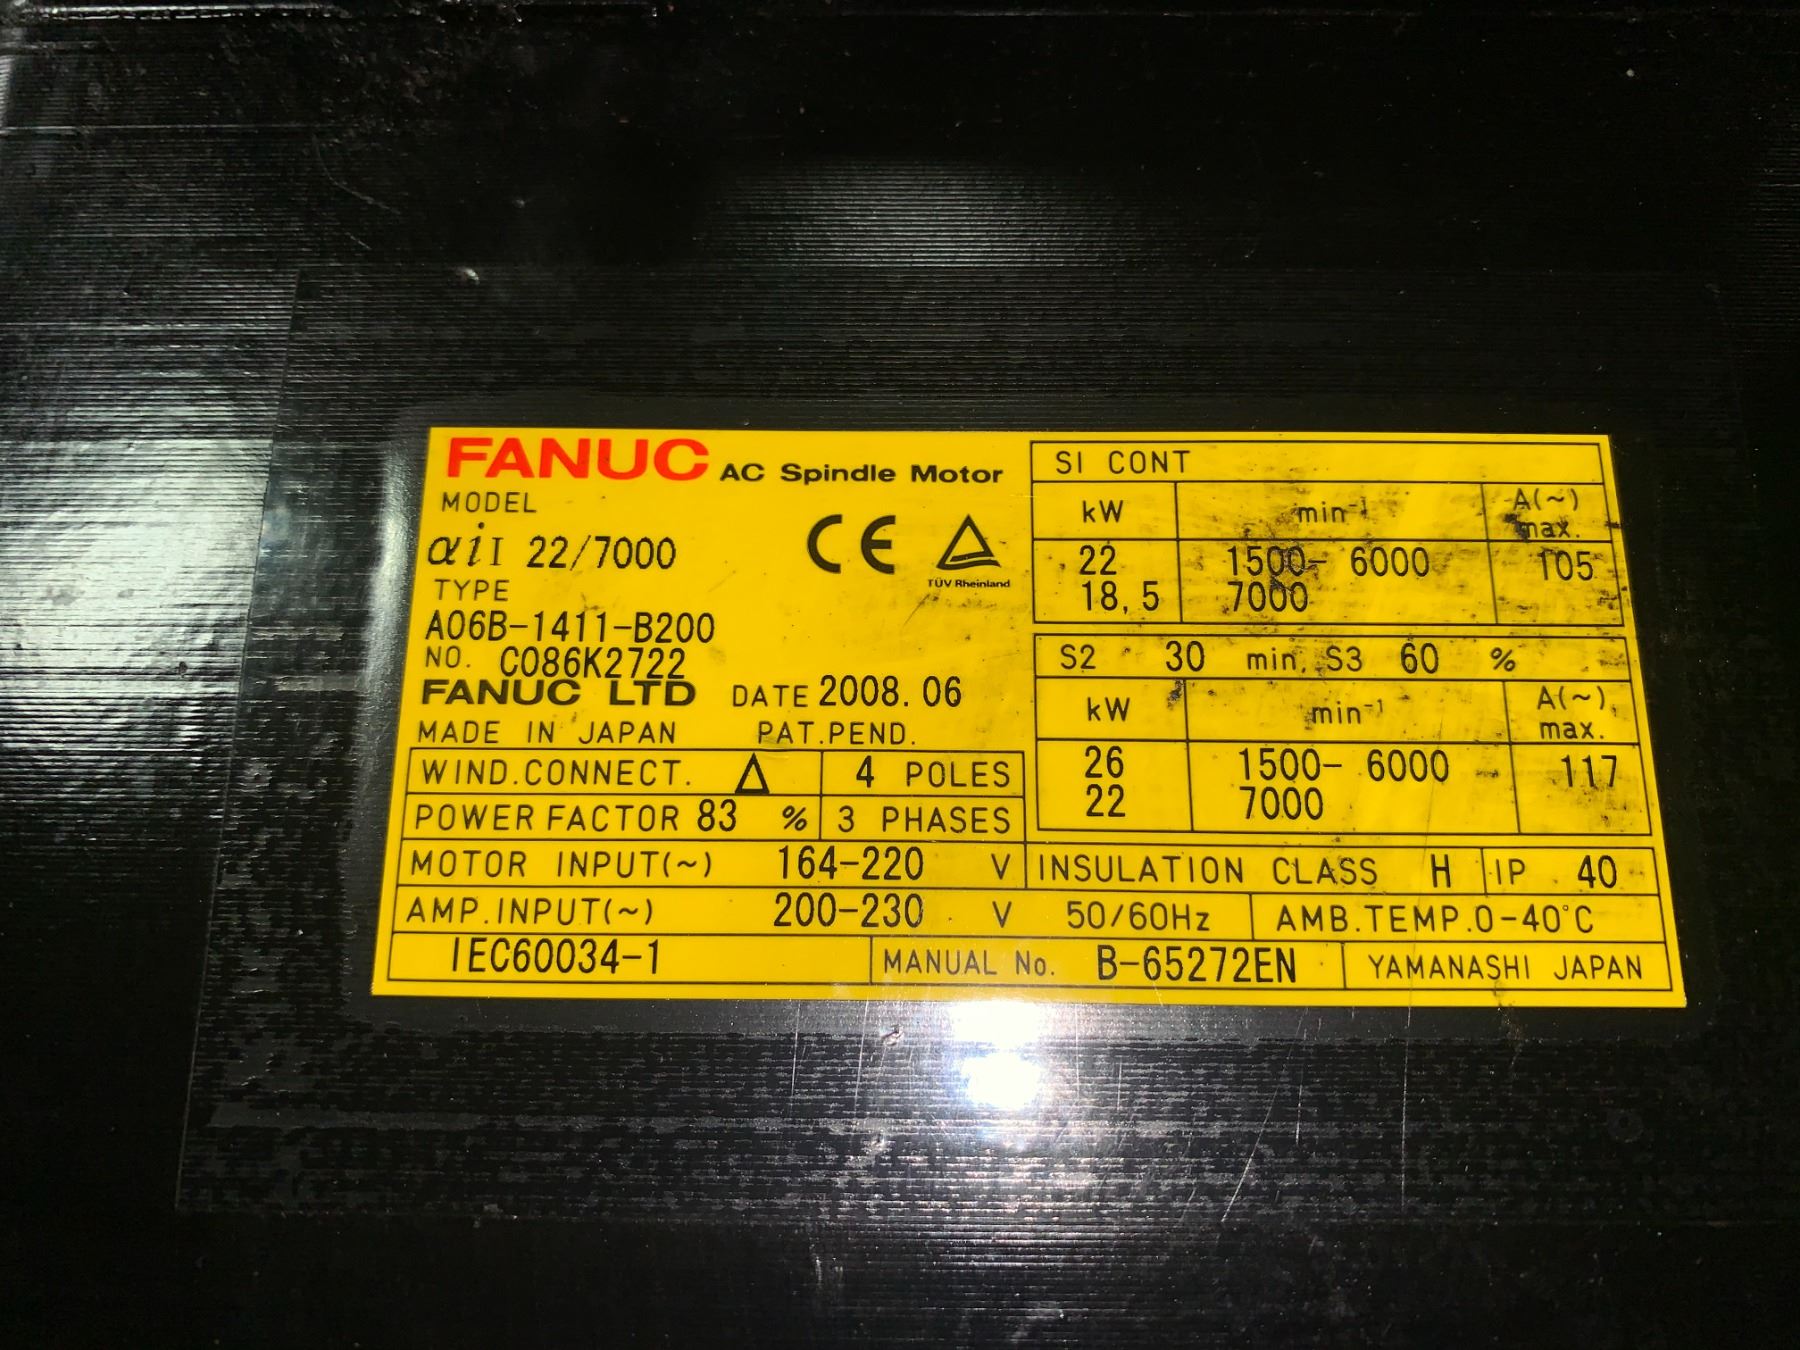 FANUC AC Spindle Motor
MODEL
αiI 22/7000
CE
TÜV Rheinland
TYPE
A06B-1411-B200
NO. C086K2722
FANUC LTD DATE 2008.06
MADE IN JAPAN PAT.PEND.
WIND.CONNECT. Δ 4 POLES
POWER FACTOR 83 % 3 PHASES
SI CONT
kW min⁻¹ A(~) max.
22 1500- 6000 105
18,5 7000
S2 30 min, S3 60 %
kW min⁻¹ A(~) max.
26 1500- 6000 117
22 7000
MOTOR INPUT(~) 164-220 V INSULATION CLASS H IP 40
AMP.INPUT(~) 200-230 V 50/60Hz AMB.TEMP.0-40°C
IEC60034-1 MANUAL No. B-65272EN YAMANASHI JAPAN